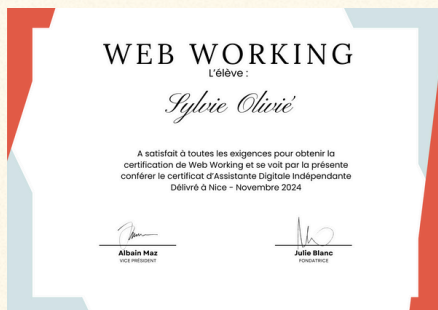 WEB WORKING
L'élève :
Sylvie Olivié
A satisfait à toutes les exigences pour obtenir la
certification de Web Working et se voit par la présente
conférer le certificat d'Assistante Digitale Indépendante
Délivré à Nice - Novembre 2024
Albain Maz
VICE PRÉSIDENT
Julie Blanc
FONDATRICE